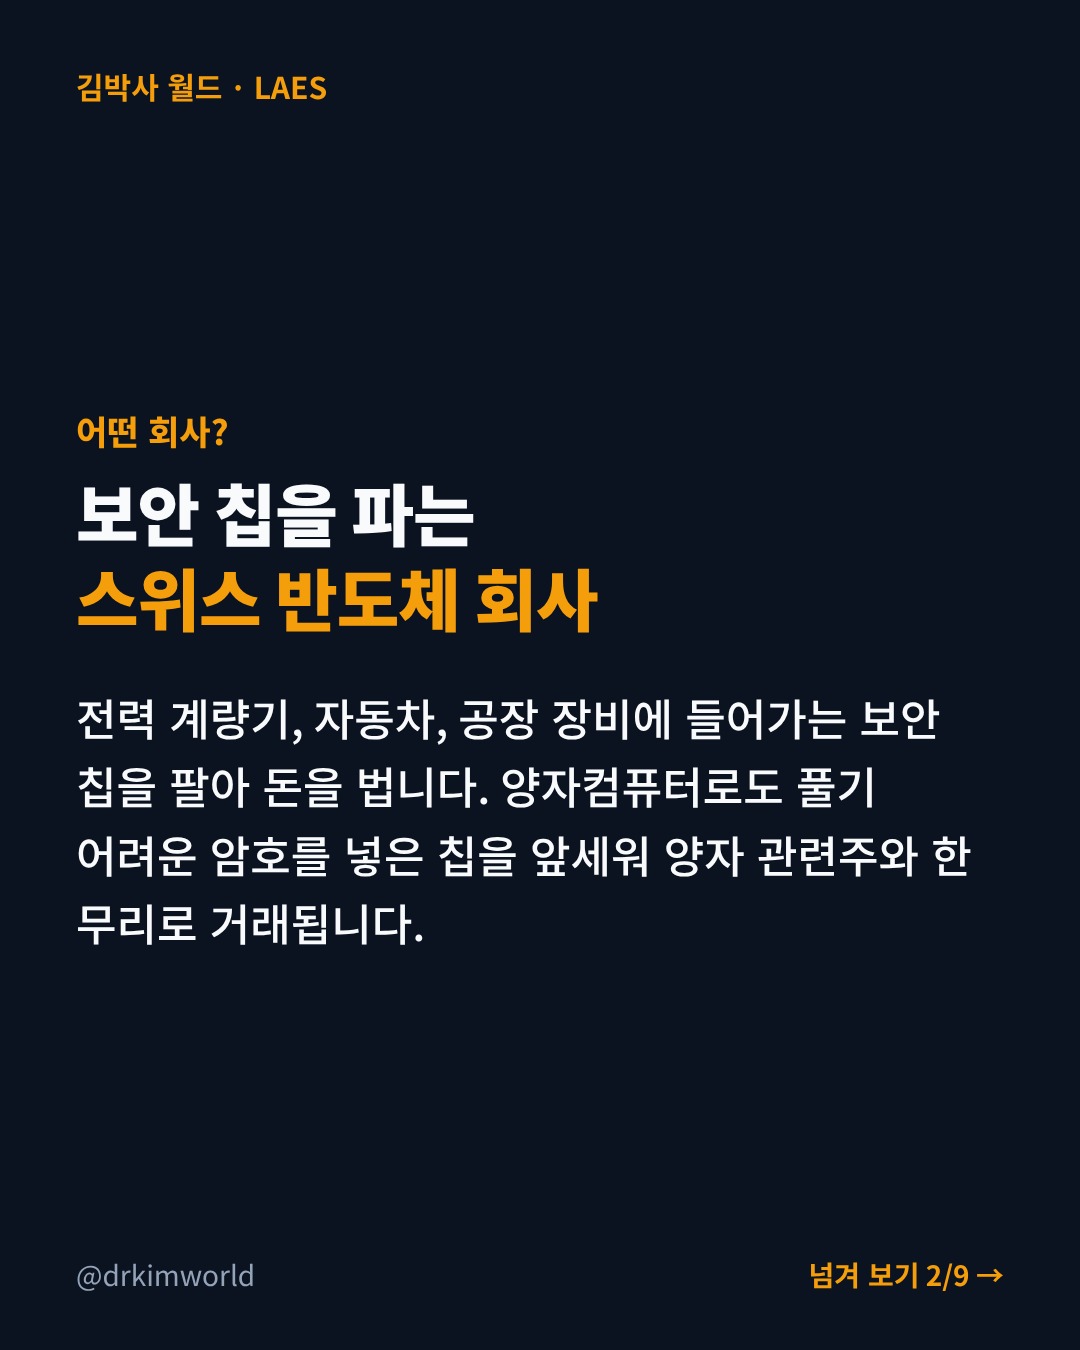 김박사 월드 · LAES
어떤 회사?
보안 칩을 파는
스위스 반도체 회사
전력 계량기, 자동차, 공장 장비에 들어가는 보안
칩을 팔아 돈을 법니다. 양자컴퓨터로도 풀기
어려운 암호를 넣은 칩을 앞세워 양자 관련주와 한
무리로 거래됩니다.
@drkimworld
넘겨 보기 2/9 →